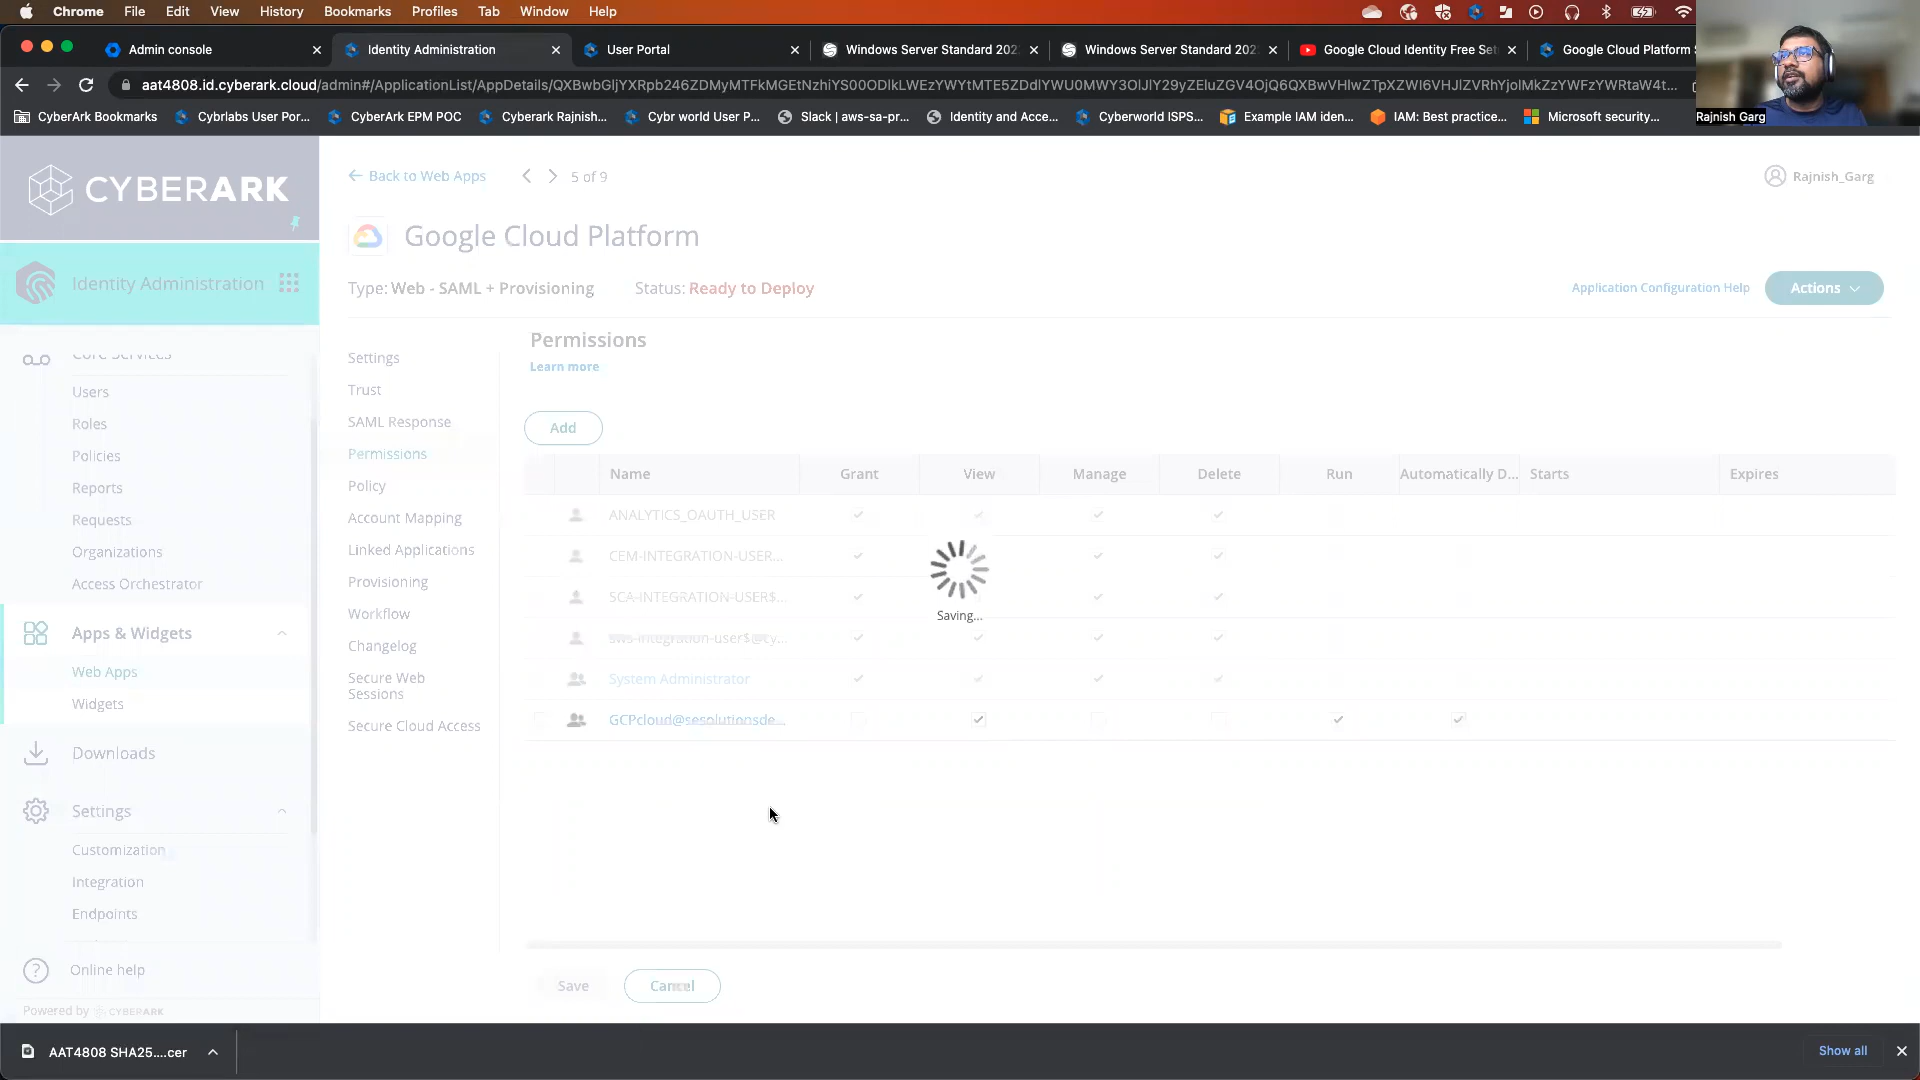 Chrome File Edit View History Bookmarks Profiles Tab Window Help
Admin console
Identity Administration
User Portal
Windows Server Standard 202
Windows Server Standard 202
Google Cloud Identity Free Set
Google Cloud Platform S
Rajnish Garg
CyberArk Bookmarks
Cybrlabs User Por...
CyberArk EPM POC
Cyberark Rajnish...
Cybr world User P...
Slack | aws-sa-pr...
Identity and Acce...
Cyberworld ISPS...
Example IAM iden...
IAM: Best practice...
Microsoft security...
CYBERARK
Identity Administration
Core Services
Users
Roles
Policies
Reports
Requests
Organizations
Access Orchestrator
Apps & Widgets
Web Apps
Widgets
Downloads
Settings
Customization
Integration
Endpoints
Online help
Powered by CYBERARK
Back to Web Apps
5 of 9
Rajnish_Garg
Google Cloud Platform
Type: Web - SAML + Provisioning
Status: Ready to Deploy
Application Configuration Help
Actions
Settings
Trust
SAML Response
Permissions
Policy
Account Mapping
Linked Applications
Provisioning
Workflow
Changelog
Secure Web
Sessions
Secure Cloud Access
Permissions
Learn more
Add
Name Grant View Manage Delete Run Automatically D... Starts Expires
ANALYTICS_OAUTH_USER
CEM-INTEGRATION-USER...
SCA-INTEGRATION-USER$...
sws-integration-user$@cy...
System Administrator
GCPcloud@sesolutionsde...
Saving...
Save
Cancel
AAT4808 SHA25....cer
Show all